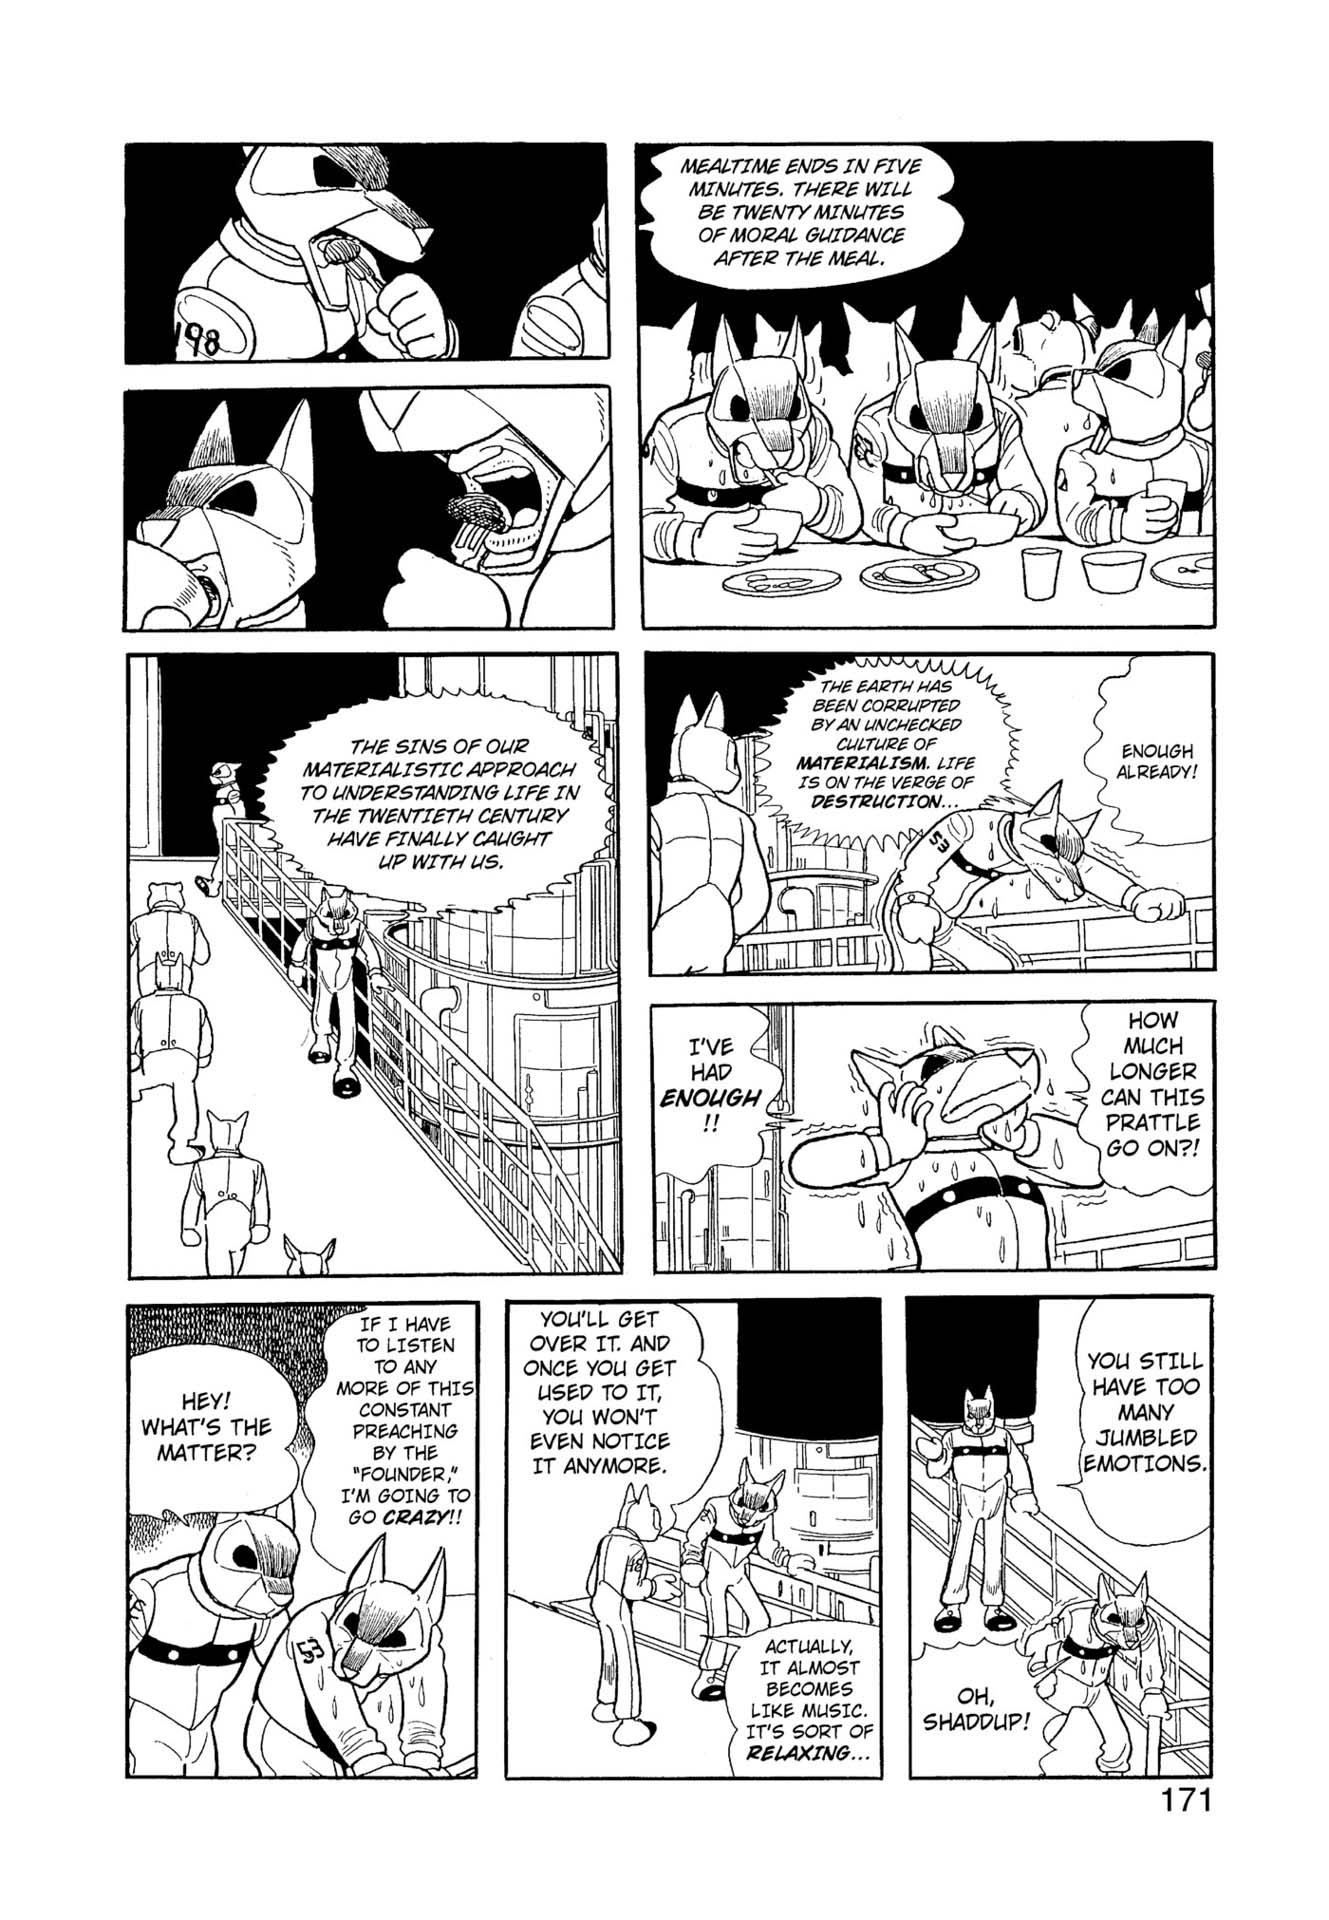 198
MEALTIME ENDS IN FIVE
MINUTES. THERE WILL
BE TWENTY MINUTES
OF MORAL GUIDANCE
AFTER THE MEAL.
THE SINS OF OUR
MATERIALISTIC APPROACH
TO UNDERSTANDING LIFE IN
THE TWENTIETH CENTURY
HAVE FINALLY CAUGHT
UP WITH US.
THE EARTH HAS
BEEN CORRUPTED
BY AN UNCHECKED
CULTURE OF
MATERIALISM. LIFE
IS ON THE VERGE OF
DESTRUCTION...
ENOUGH
ALREADY!
I'VE
HAD
ENOUGH
!!
HOW
MUCH
LONGER
CAN THIS
PRATTLE
GO ON?!
HEY!
WHAT'S THE
MATTER?
IF I HAVE
TO LISTEN
TO ANY
MORE OF THIS
CONSTANT
PREACHING
BY THE
"FOUNDER,"
I'M GOING TO
GO CRAZY!!
YOU'LL GET
OVER IT. AND
ONCE YOU GET
USED TO IT,
YOU WON'T
EVEN NOTICE
IT ANYMORE.
ACTUALLY,
IT ALMOST
BECOMES
LIKE MUSIC.
IT'S SORT OF
RELAXING...
YOU STILL
HAVE TOO
MANY
JUMBLED
EMOTIONS.
OH,
SHADDUP!
171